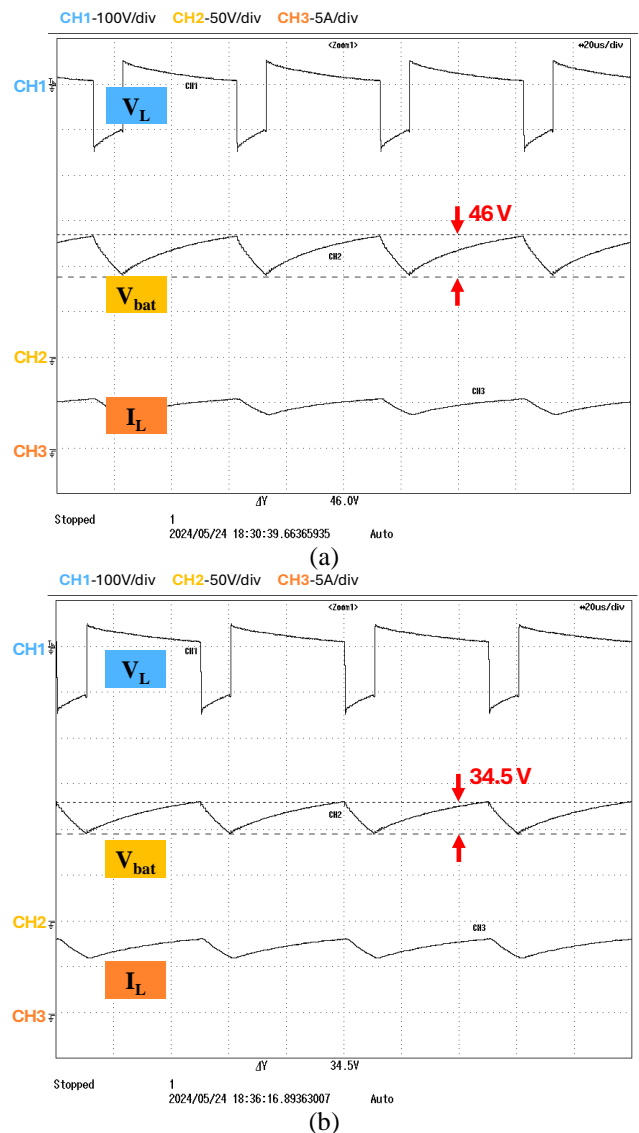 CH1-100V/div CH2-50V/div CH3-5A/div
<Zoom1> 20us/div
CH1
CH1
V_L
46 V
CH2
V_bat
CH2
CH3
I_L
CH3
ΔY 46.0V
Stopped 1
2024/05/24 18:30:39.66365935 Auto
(a)
CH1-100V/div CH2-50V/div CH3-5A/div
<Zoom1> 20us/div
CH1
CH1
V_L
34.5 V
CH2
V_bat
CH2
CH3
I_L
CH3
ΔY 34.5V
Stopped 1
2024/05/24 18:36:16.89363007 Auto
(b)